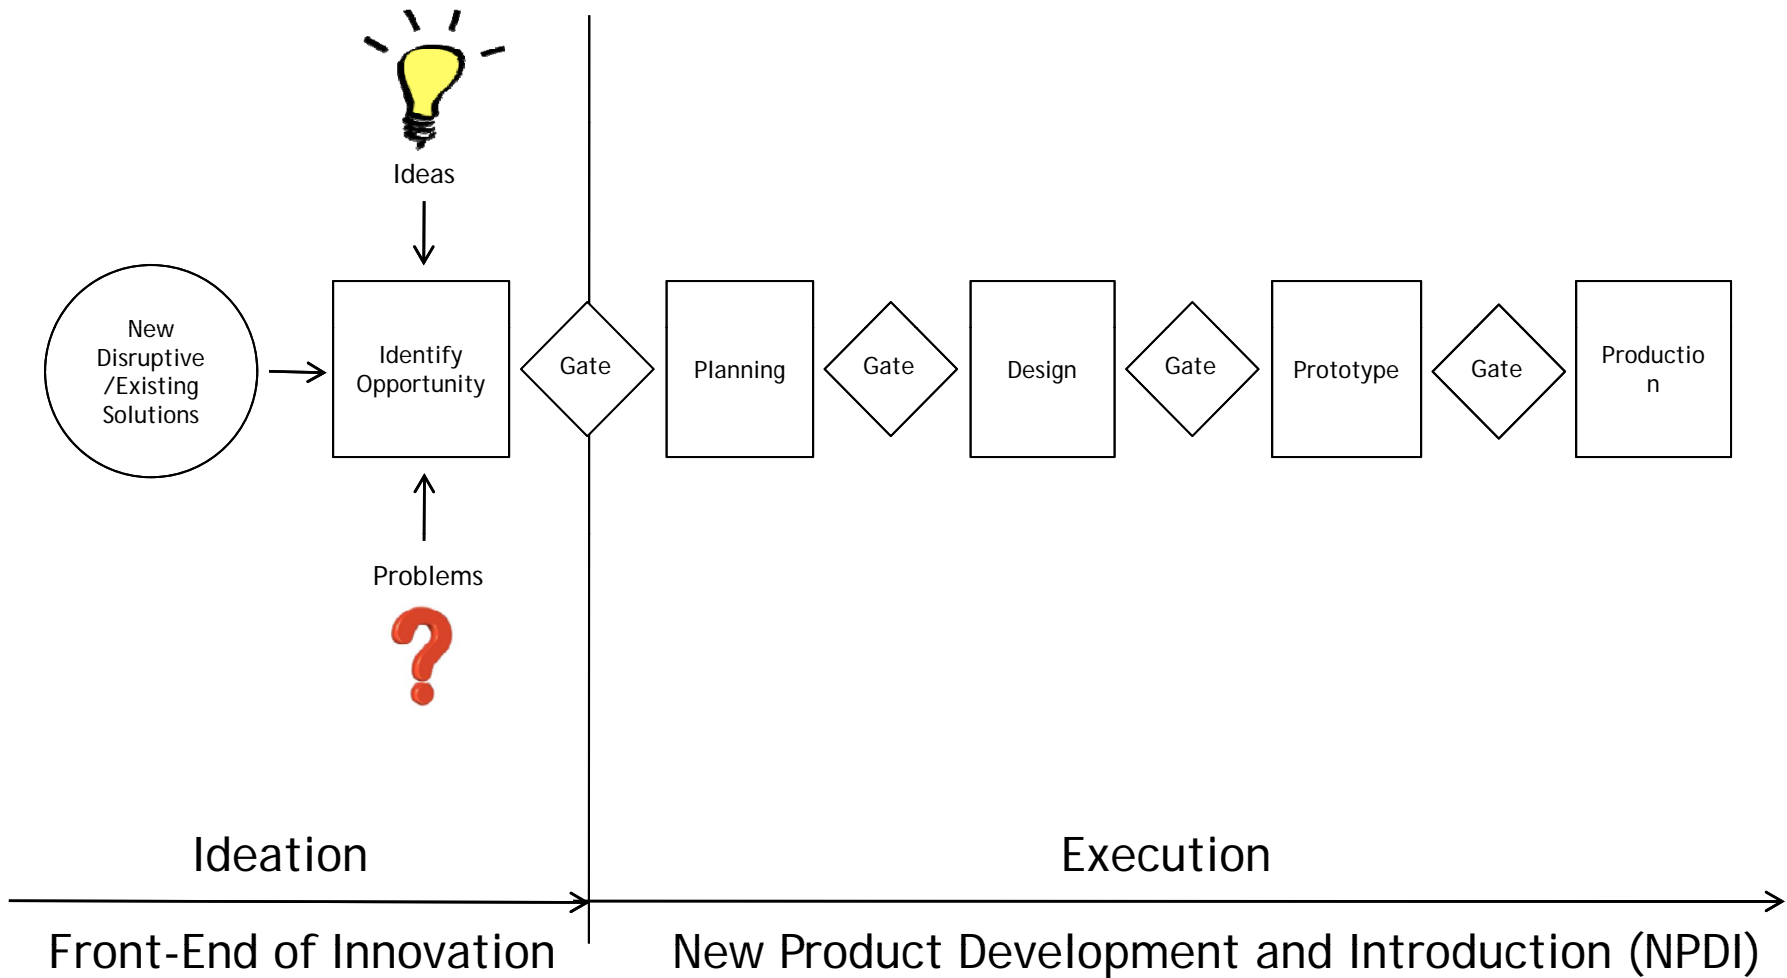 Ideas
New
Disruptive
/Existing
Solutions
Identify
Opportunity
Gate
Planning
Gate
Design
Gate
Prototype
Gate
Productio
n
Problems
Ideation
Execution
Front-End of Innovation
New Product Development and Introduction (NPDI)